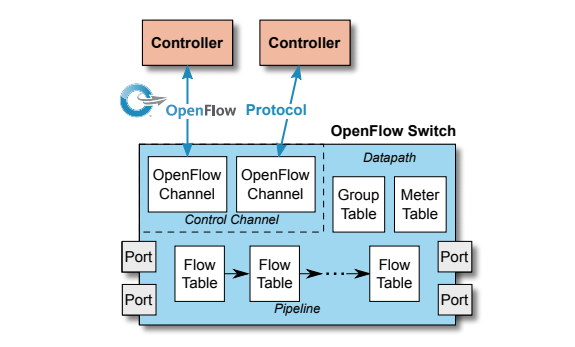 Controller
Controller
OpenFlow Protocol
OpenFlow Switch
Datapath
OpenFlow
Channel
OpenFlow
Channel
Control Channel
Group
Table
Meter
Table
Port
Port
Flow
Table
Flow
Table
···
Flow
Table
Port
Port
Pipeline